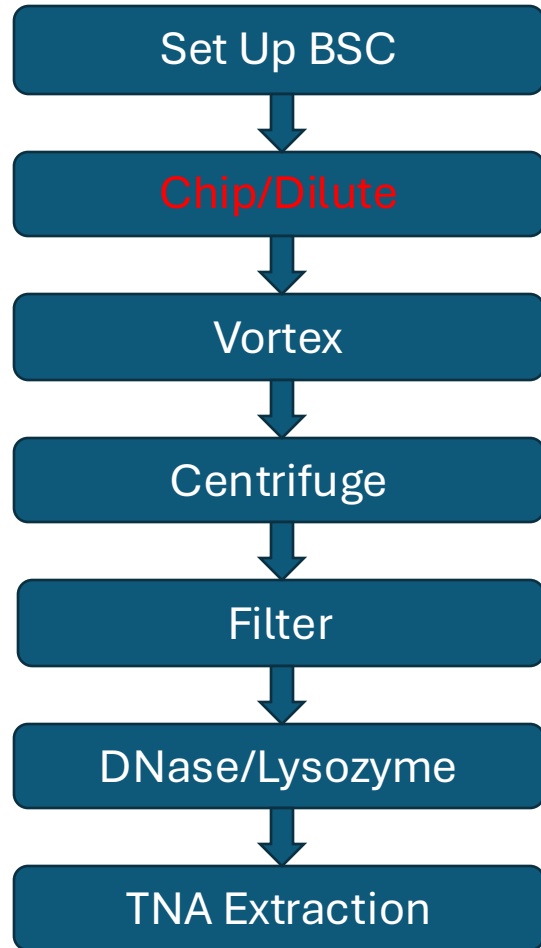 Set Up BSC
Chip/Dilute
Vortex
Centrifuge
Filter
DNase/Lysozyme
TNA Extraction